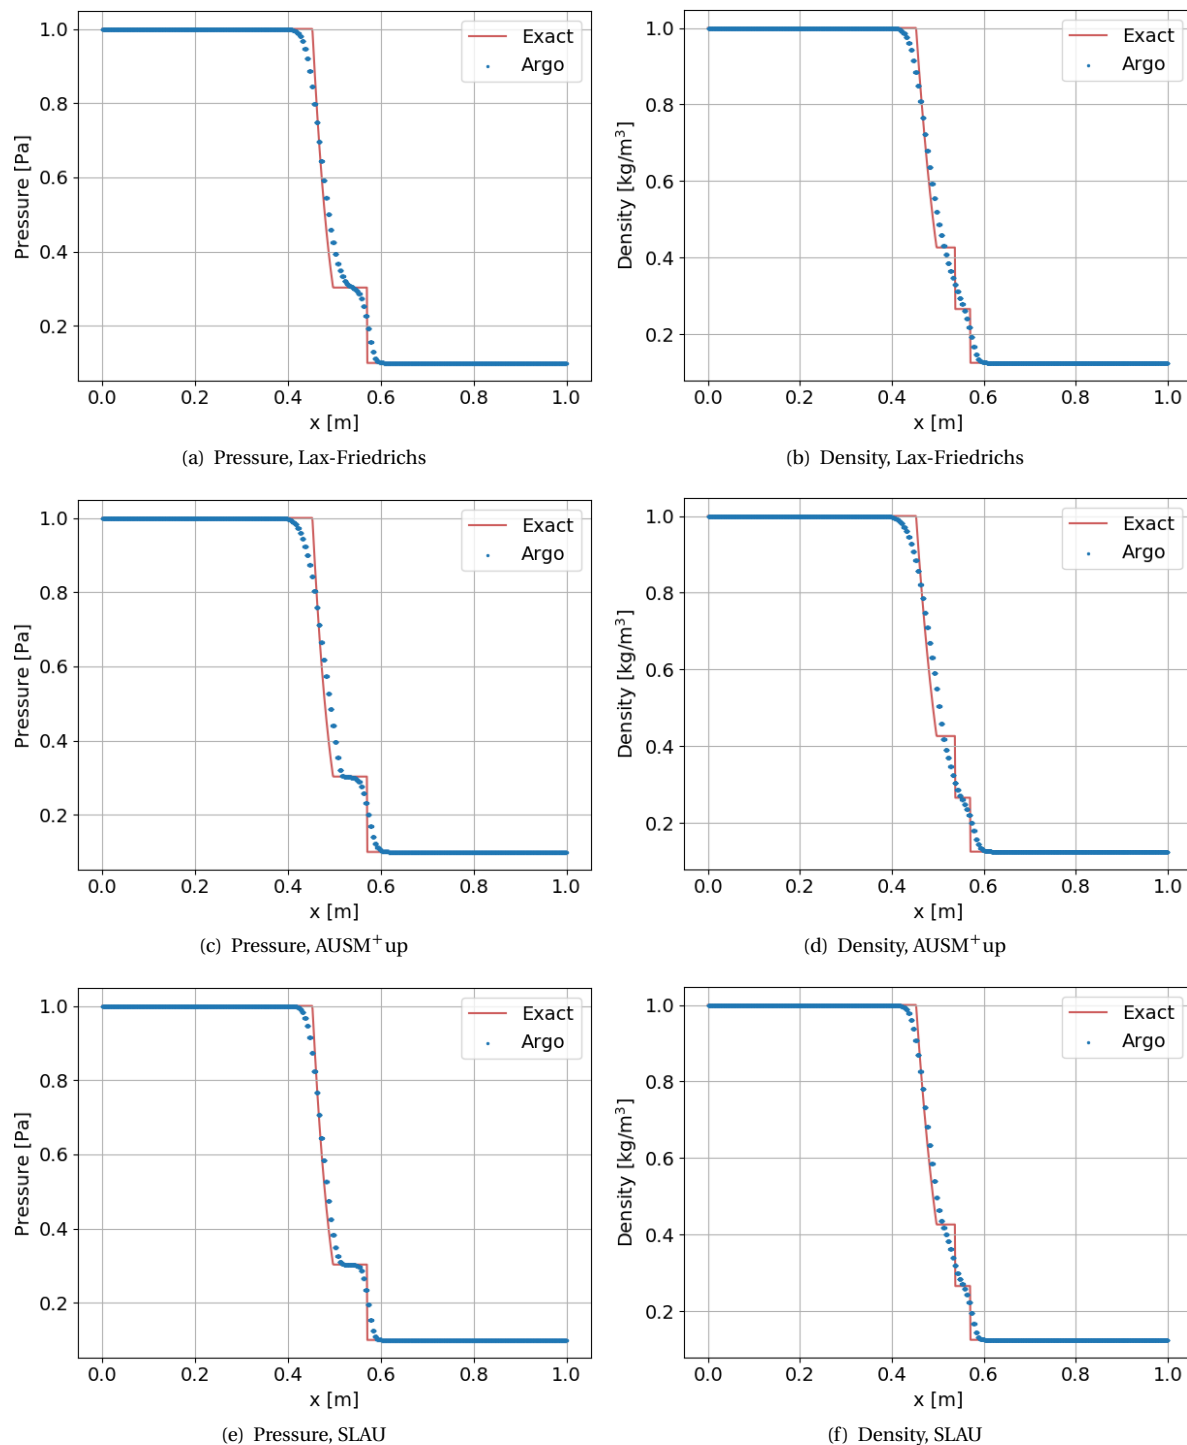 1.0
0.8
0.6
0.4
0.2
Pressure [Pa]
Exact
Argo
0.0 0.2 0.4 0.6 0.8 1.0
x [m]
(a) Pressure, Lax-Friedrichs
1.0
0.8
0.6
0.4
0.2
Density [kg/m³]
Exact
Argo
0.0 0.2 0.4 0.6 0.8 1.0
x [m]
(b) Density, Lax-Friedrichs
1.0
0.8
0.6
0.4
0.2
Pressure [Pa]
Exact
Argo
0.0 0.2 0.4 0.6 0.8 1.0
x [m]
(c) Pressure, AUSM⁺up
1.0
0.8
0.6
0.4
0.2
Density [kg/m³]
Exact
Argo
0.0 0.2 0.4 0.6 0.8 1.0
x [m]
(d) Density, AUSM⁺up
1.0
0.8
0.6
0.4
0.2
Pressure [Pa]
Exact
Argo
0.0 0.2 0.4 0.6 0.8 1.0
x [m]
(e) Pressure, SLAU
1.0
0.8
0.6
0.4
0.2
Density [kg/m³]
Exact
Argo
0.0 0.2 0.4 0.6 0.8 1.0
x [m]
(f) Density, SLAU